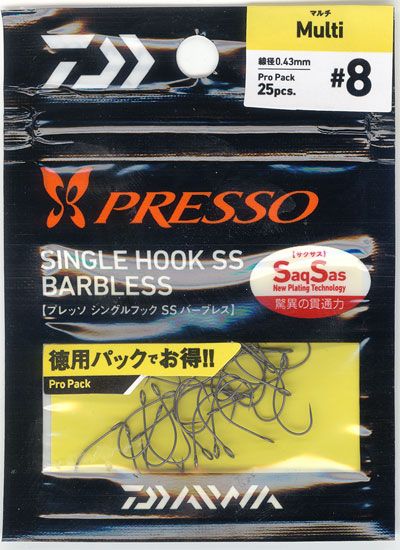 マルチ
Multi
線径0.43mm
Pro Pack
25pcs.
#8
PRESSO
SINGLE HOOK SS
BARBLESS
【プレッソ シングルフック SS バーブレス】
【サクサス】
SaqSas
New Plating Technology
驚異の貫通力
徳用パックでお得!!
Pro Pack
DAIWA